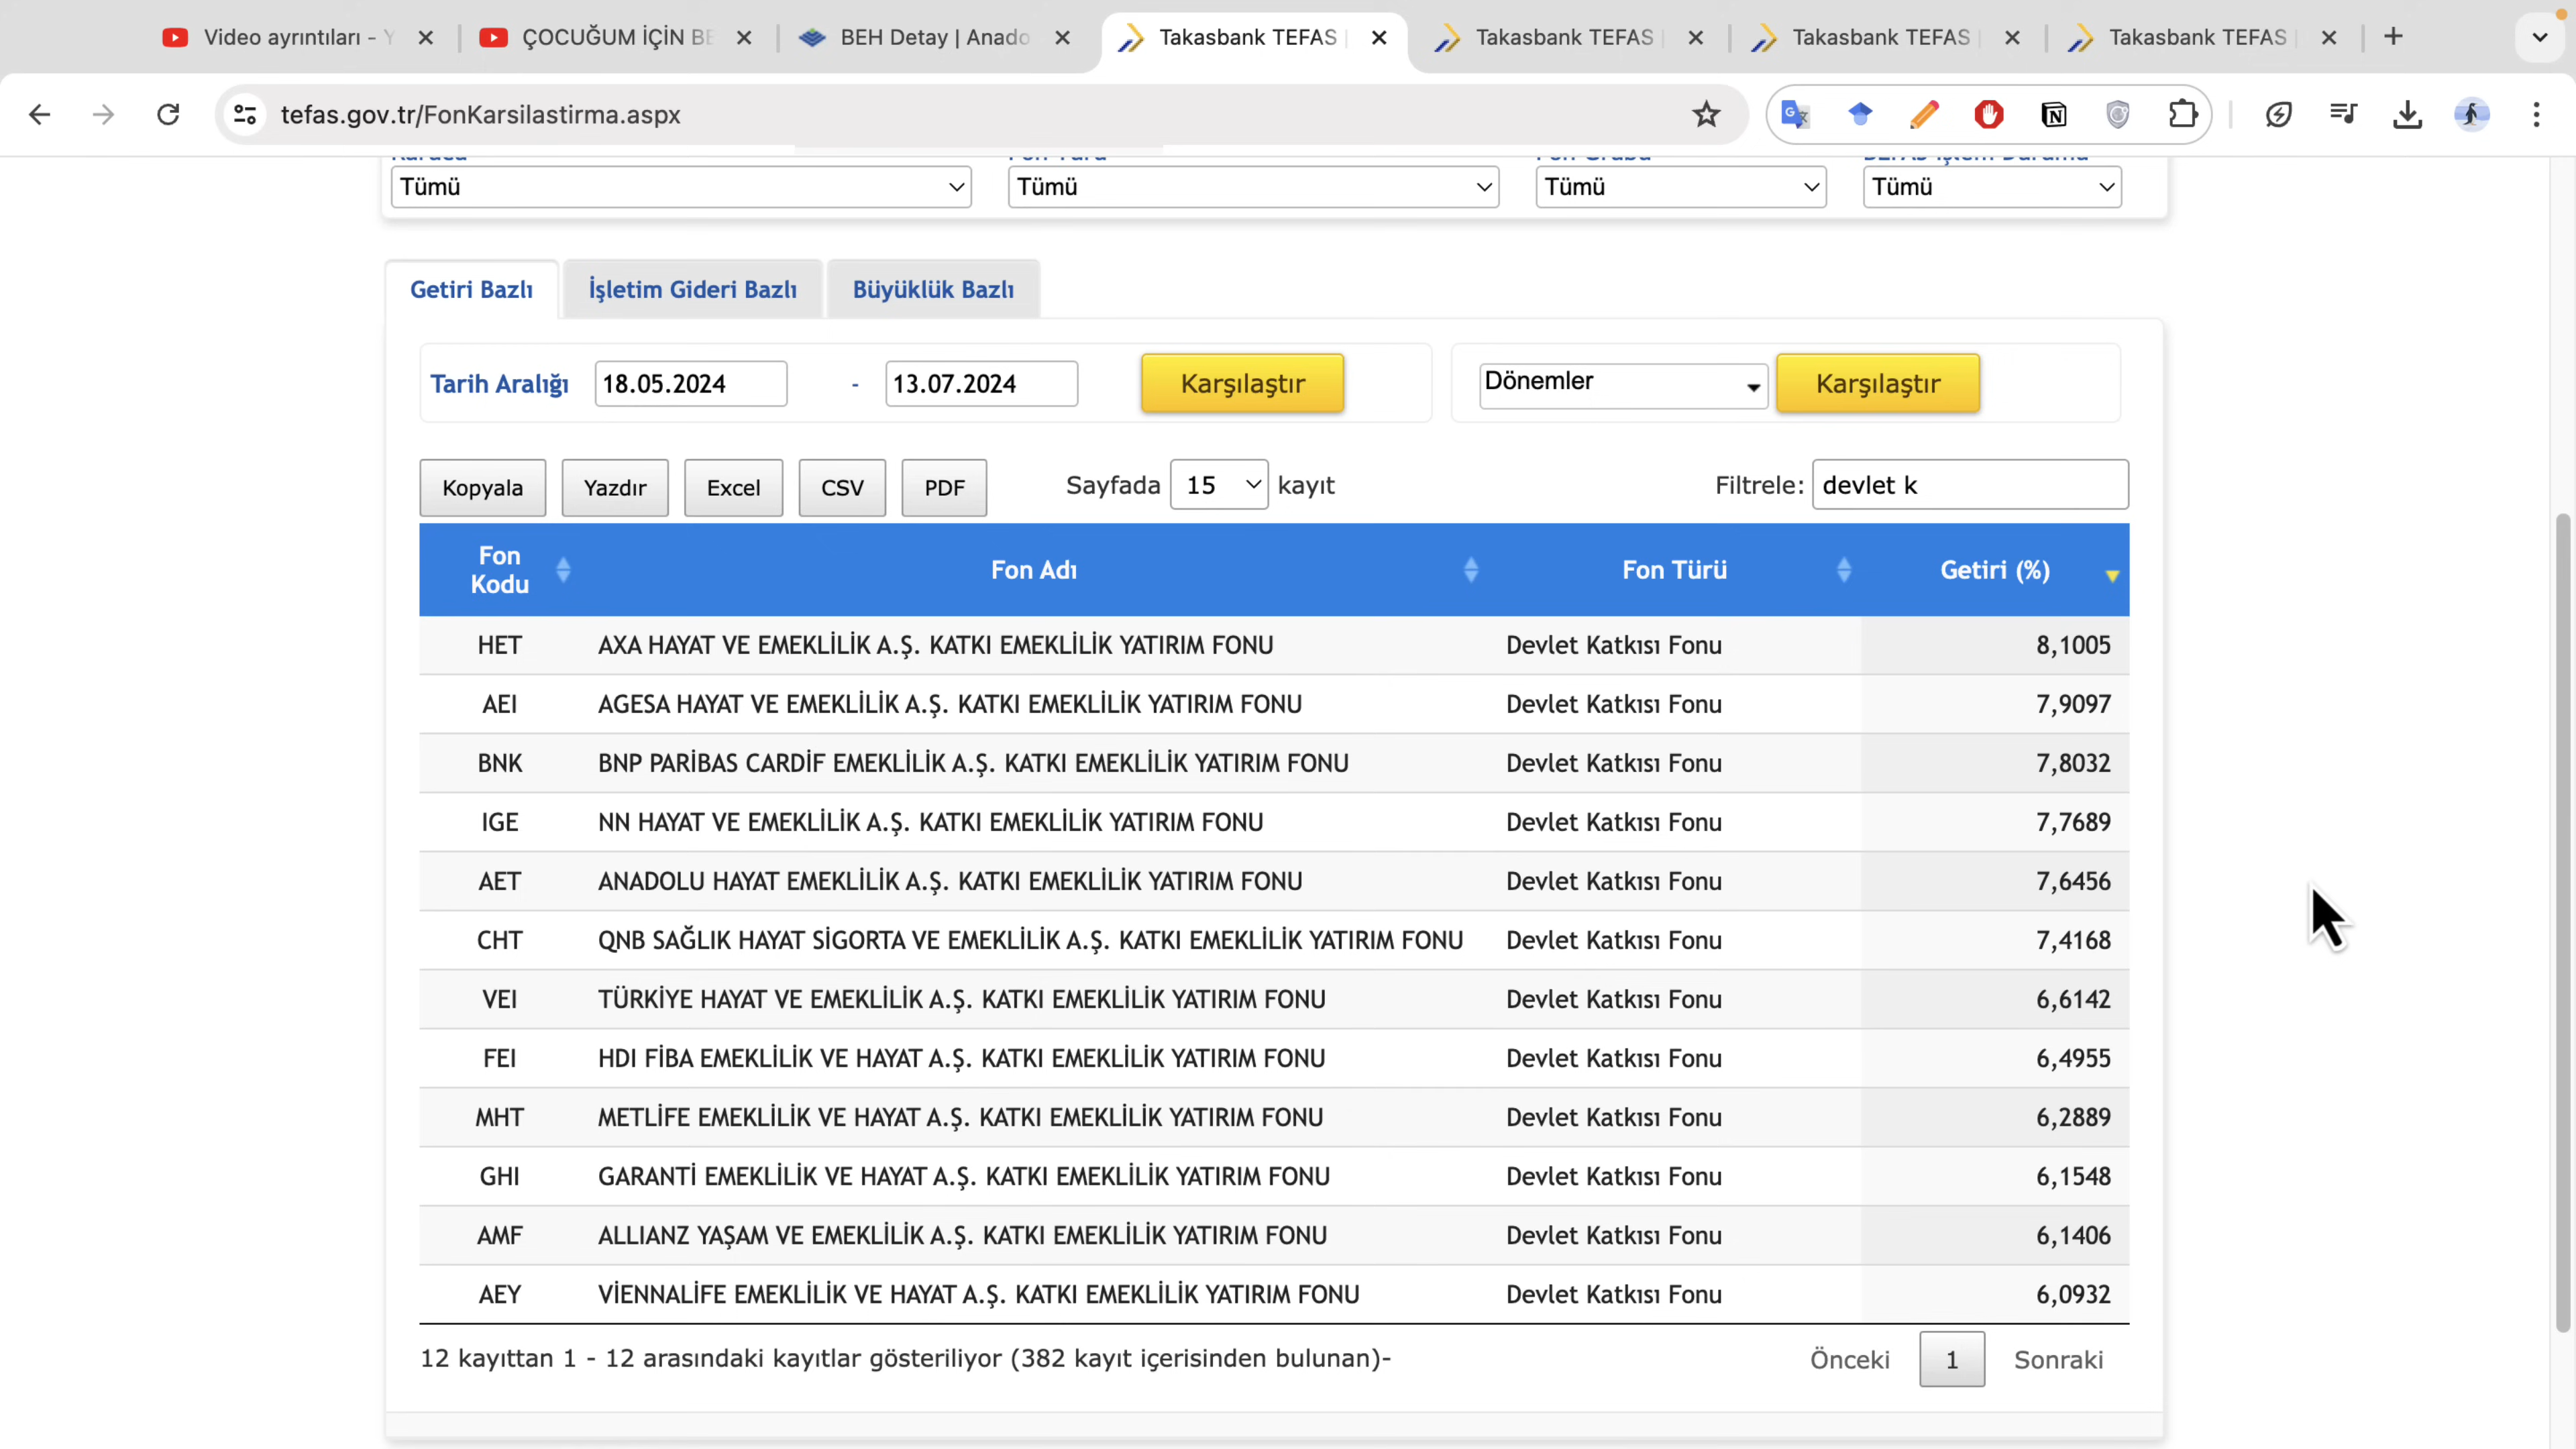 Video ayrıntıları - Y
ÇOCUĞUM İÇİN BE
BEH Detay | Anado
Takasbank TEFAS |
Takasbank TEFAS |
Takasbank TEFAS |
Takasbank TEFAS |
tefas.gov.tr/FonKarsilastirma.aspx
Tümü Tümü Tümü Tümü
Getiri Bazlı İşletim Gideri Bazlı Büyüklük Bazlı
Tarih Aralığı 18.05.2024 - 13.07.2024 Karşılaştır Dönemler Karşılaştır
Kopyala Yazdır Excel CSV PDF Sayfada 15 kayıt Filtrele: devlet k
Fon Kodu Fon Adı Fon Türü Getiri (%)
HET AXA HAYAT VE EMEKLİLİK A.Ş. KATKI EMEKLİLİK YATIRIM FONU Devlet Katkısı Fonu 8,1005
AEI AGESA HAYAT VE EMEKLİLİK A.Ş. KATKI EMEKLİLİK YATIRIM FONU Devlet Katkısı Fonu 7,9097
BNK BNP PARİBAS CARDİF EMEKLİLİK A.Ş. KATKI EMEKLİLİK YATIRIM FONU Devlet Katkısı Fonu 7,8032
IGE NN HAYAT VE EMEKLİLİK A.Ş. KATKI EMEKLİLİK YATIRIM FONU Devlet Katkısı Fonu 7,7689
AET ANADOLU HAYAT EMEKLİLİK A.Ş. KATKI EMEKLİLİK YATIRIM FONU Devlet Katkısı Fonu 7,6456
CHT QNB SAĞLIK HAYAT SİGORTA VE EMEKLİLİK A.Ş. KATKI EMEKLİLİK YATIRIM FONU Devlet Katkısı Fonu 7,4168
VEI TÜRKİYE HAYAT VE EMEKLİLİK A.Ş. KATKI EMEKLİLİK YATIRIM FONU Devlet Katkısı Fonu 6,6142
FEI HDI FİBA EMEKLİLİK VE HAYAT A.Ş. KATKI EMEKLİLİK YATIRIM FONU Devlet Katkısı Fonu 6,4955
MHT METLİFE EMEKLİLİK VE HAYAT A.Ş. KATKI EMEKLİLİK YATIRIM FONU Devlet Katkısı Fonu 6,2889
GHI GARANTİ EMEKLİLİK VE HAYAT A.Ş. KATKI EMEKLİLİK YATIRIM FONU Devlet Katkısı Fonu 6,1548
AMF ALLIANZ YAŞAM VE EMEKLİLİK A.Ş. KATKI EMEKLİLİK YATIRIM FONU Devlet Katkısı Fonu 6,1406
AEY VİENNALİFE EMEKLİLİK VE HAYAT A.Ş. KATKI EMEKLİLİK YATIRIM FONU Devlet Katkısı Fonu 6,0932
12 kayıttan 1 - 12 arasındaki kayıtlar gösteriliyor (382 kayıt içerisinden bulunan)- Önceki 1 Sonraki